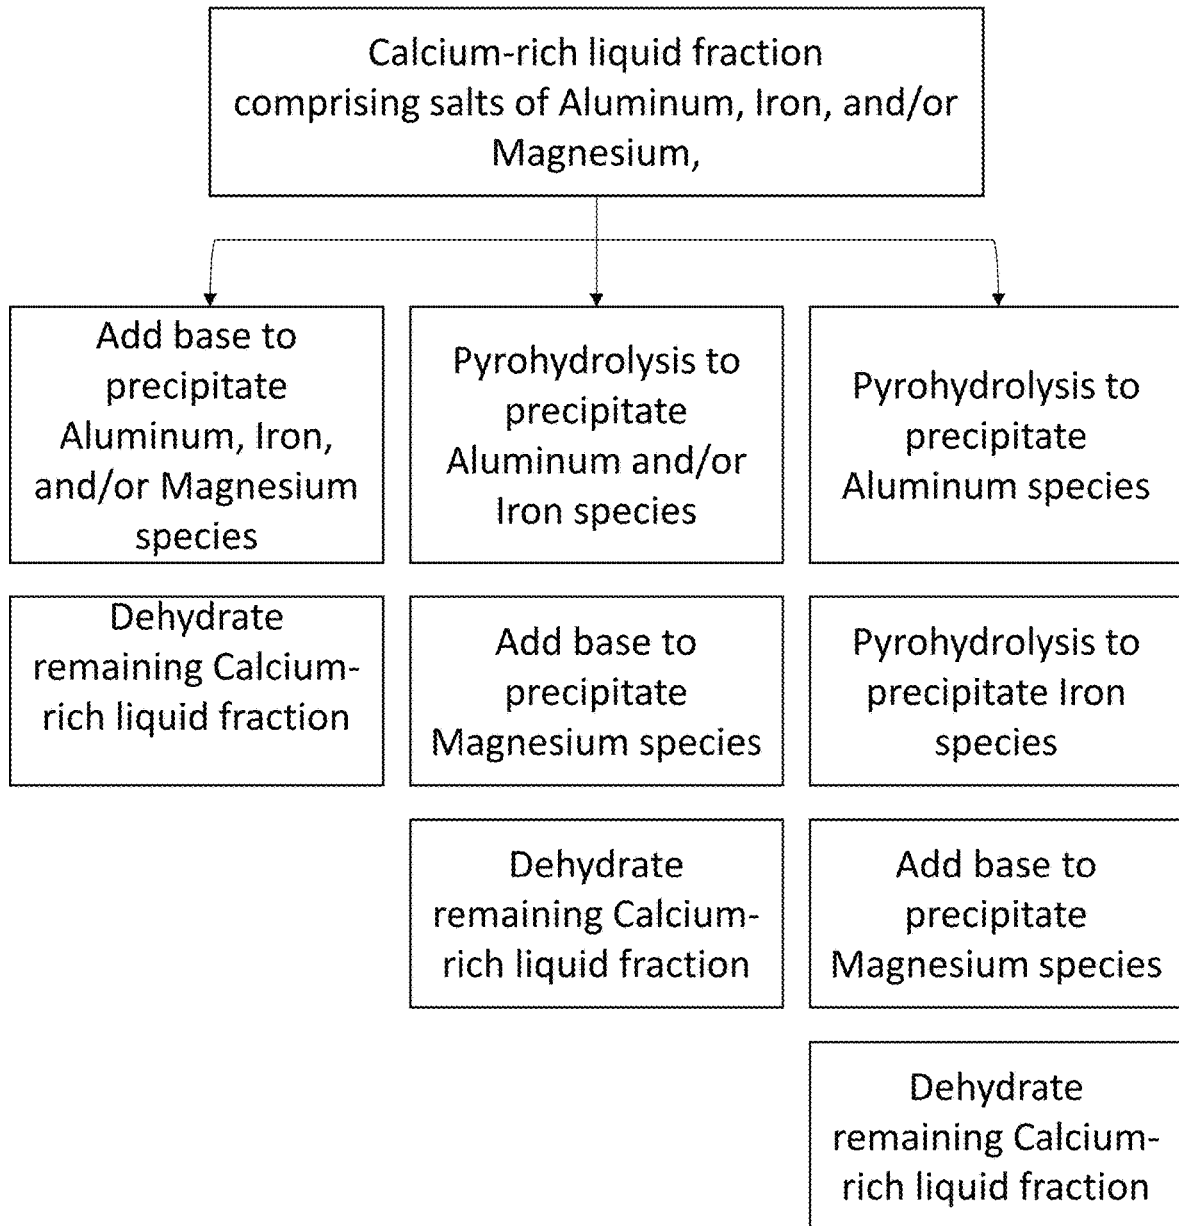 Calcium-rich liquid fraction
comprising salts of Aluminum, Iron, and/or
Magnesium,
Add base to
precipitate
Aluminum, Iron,
and/or Magnesium
species
Dehydrate
remaining Calcium-
rich liquid fraction
Pyrohydrolysis to
precipitate
Aluminum and/or
Iron species
Add base to
precipitate
Magnesium species
Dehydrate
remaining Calcium-
rich liquid fraction
Pyrohydrolysis to
precipitate
Aluminum species
Pyrohydrolysis to
precipitate Iron
species
Add base to
precipitate
Magnesium species
Dehydrate
remaining Calcium-
rich liquid fraction